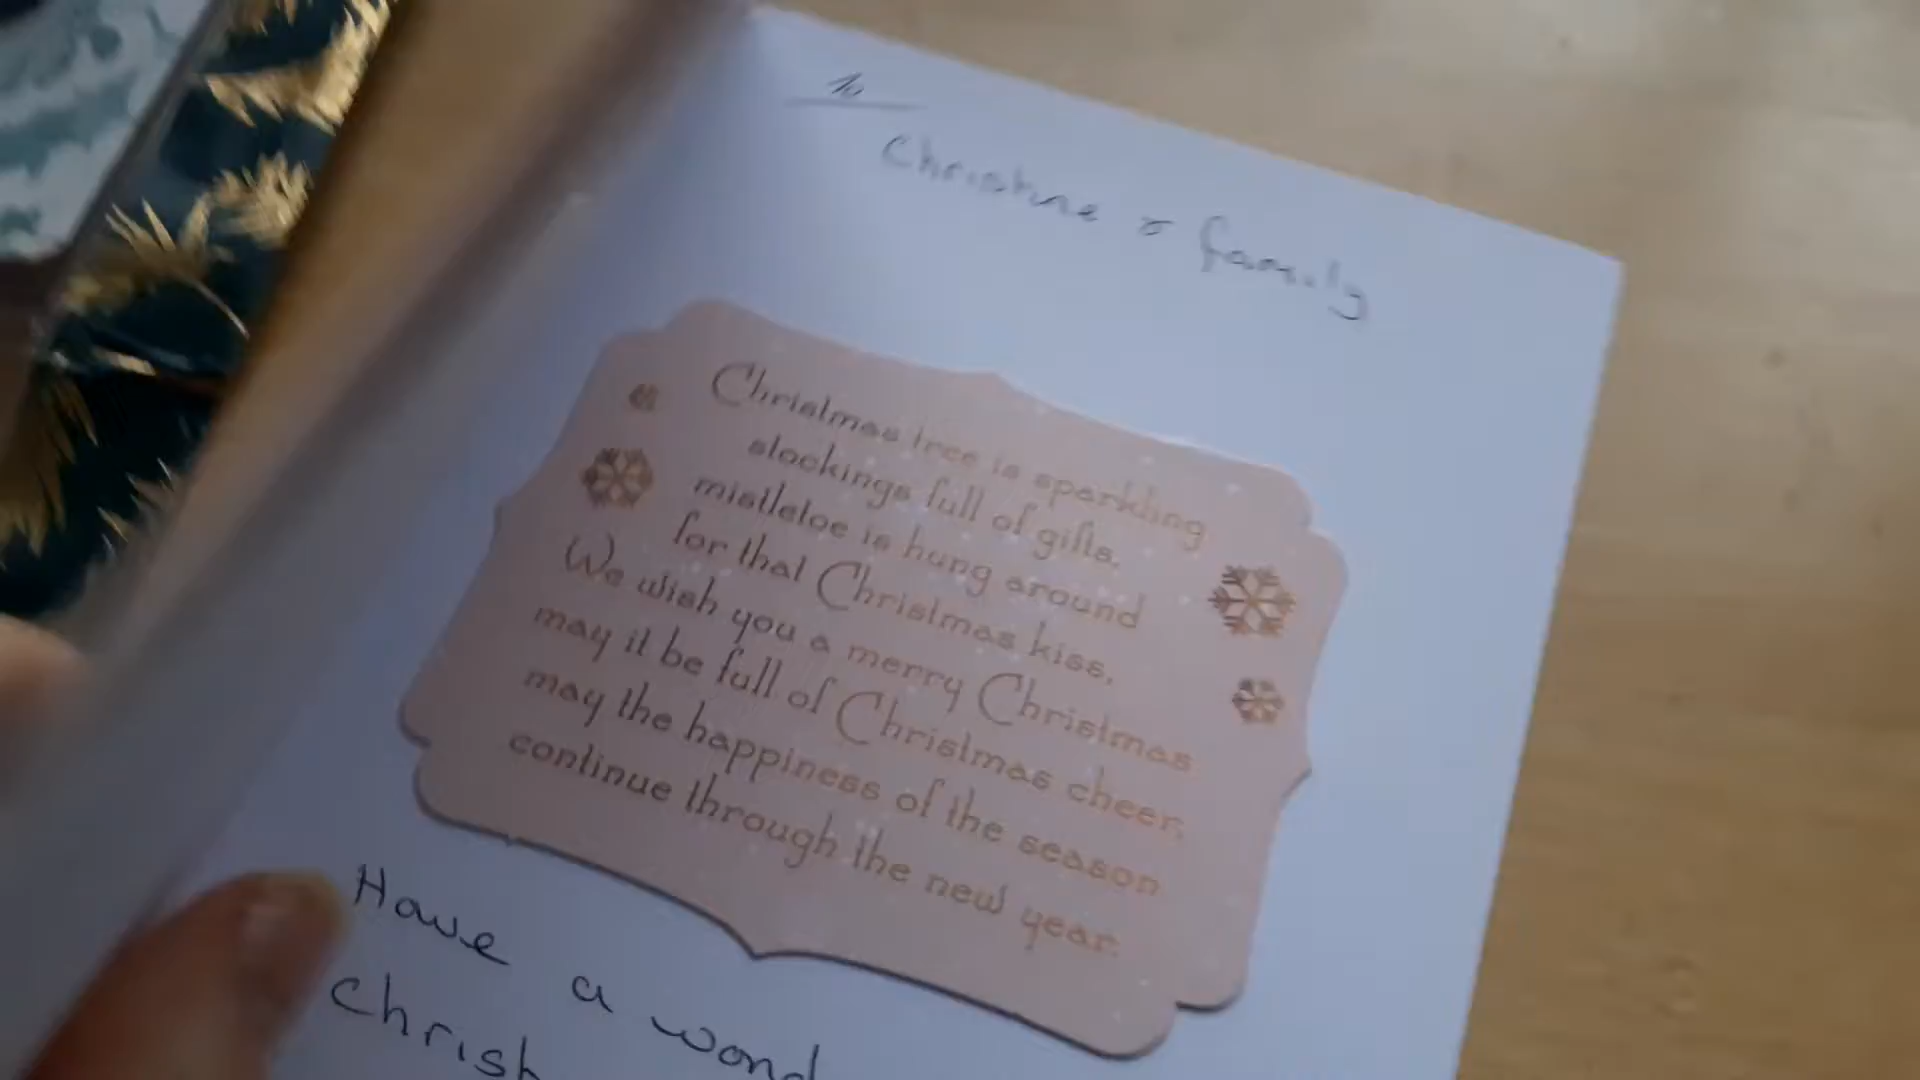 To
Christine & family
Christmas tree is sparkling
stockings full of gifts,
mistletoe is hung around
for that Christmas kiss,
We wish you a merry Christmas
may it be full of Christmas cheer,
may the happiness of the season
continue through the new year.
Have a wond
Christ